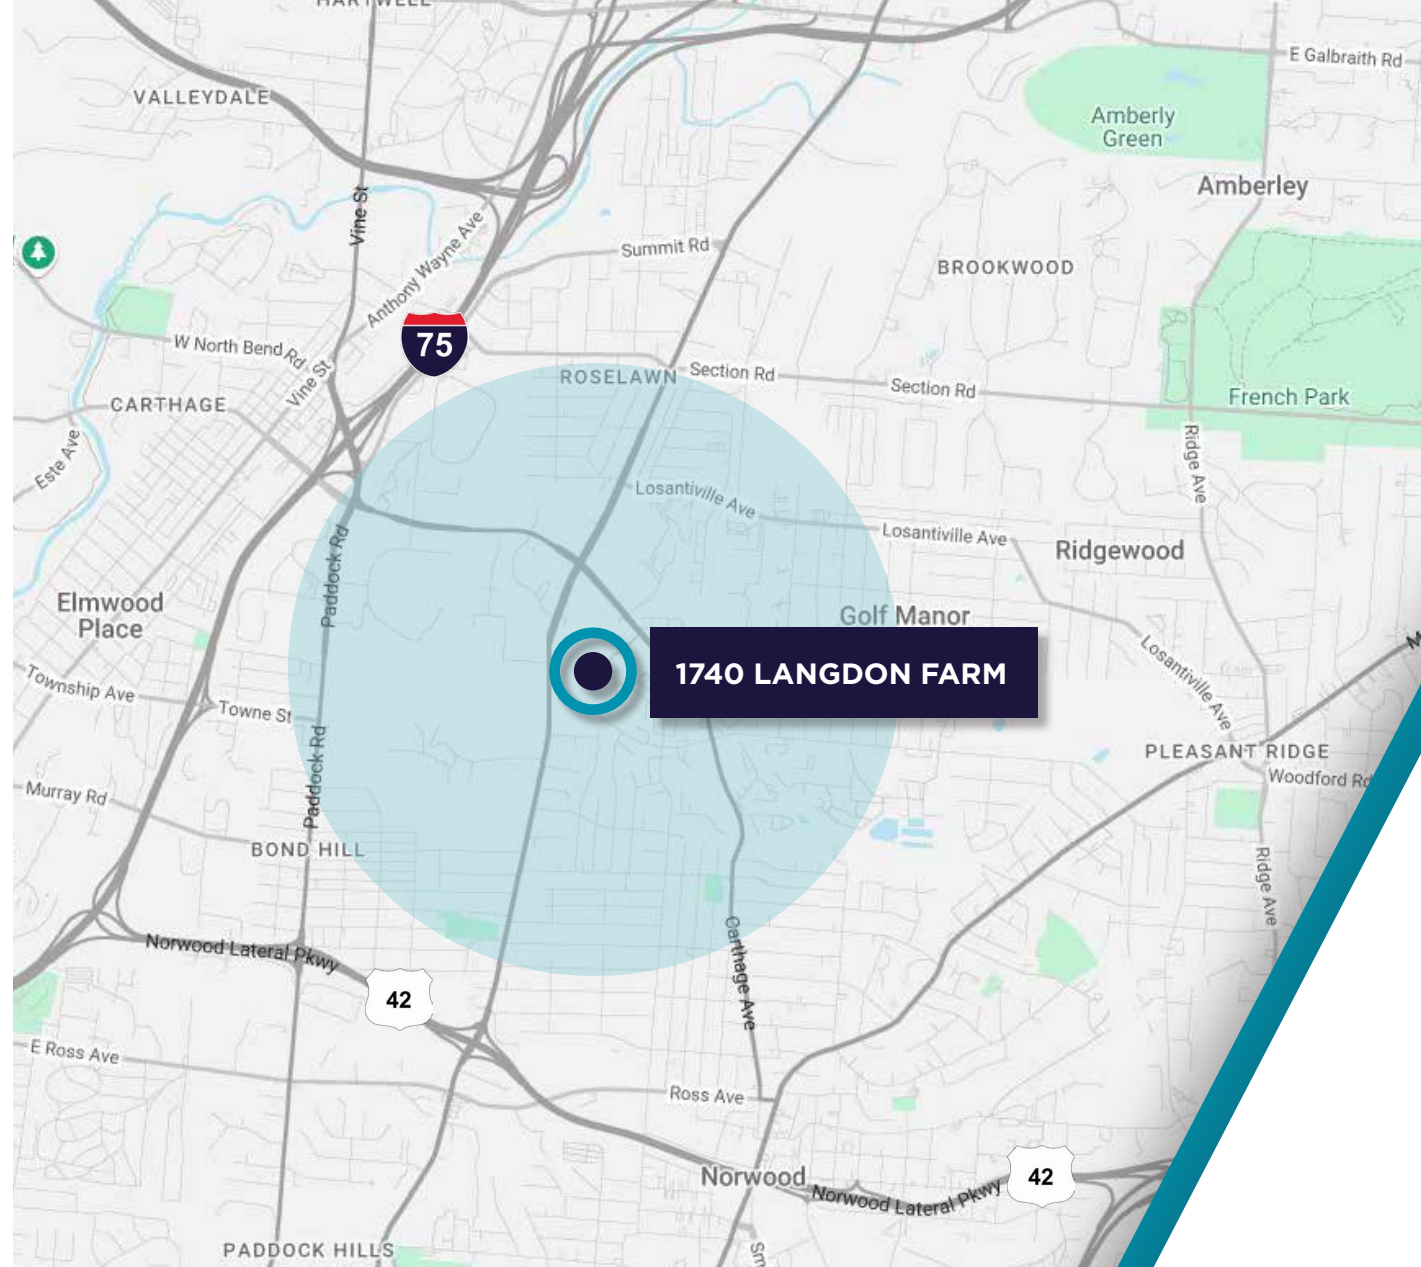 HARTWELL
E Galbraith Rd
VALLEYDALE
Amberly
Green
Amberley
Vine St
Anthony Wayne Ave
Summit Rd
BROOKWOOD
75
W North Bend Rd
Vine St
ROSELAWN
Section Rd
Section Rd
French Park
CARTHAGE
Este Ave
Ridge Ave
Losantiville Ave
Losantiville Ave
Ridgewood
Paddock Rd
Elmwood
Place
Golf Manor
1740 LANGDON FARM
Losantiville Ave
Township Ave
Towne St
Paddock Rd
PLEASANT RIDGE
Woodford Rd
Murray Rd
BOND HILL
Ridge Ave
Carthage Ave
Norwood Lateral Pkwy
42
E Ross Ave
Ross Ave
Norwood
Norwood Lateral Pkwy
42
PADDOCK HILLS